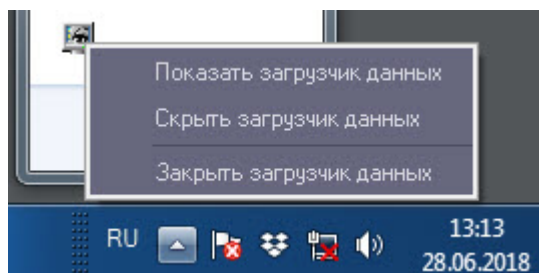 Показать загрузчик данных
Скрыть загрузчик данных
Закрыть загрузчик данных
RU
13:13
28.06.2018